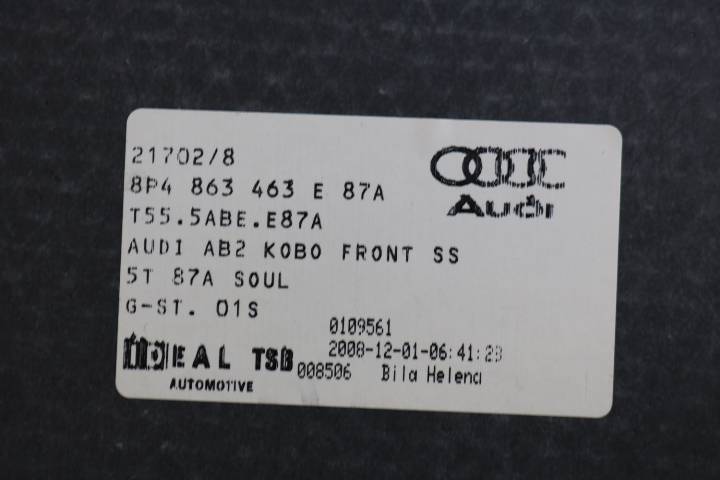 21702/8
8P4 863 463 E 87A
Audi
T55.5ABE.E87A
AUDI AB2 KOBO FRONT SS
5T 87A SOUL
G-ST. 01S
0109561
IDEAL TSB 2008-12-01-06:41:23
AUTOMOTIVE 008506 Bila Helena